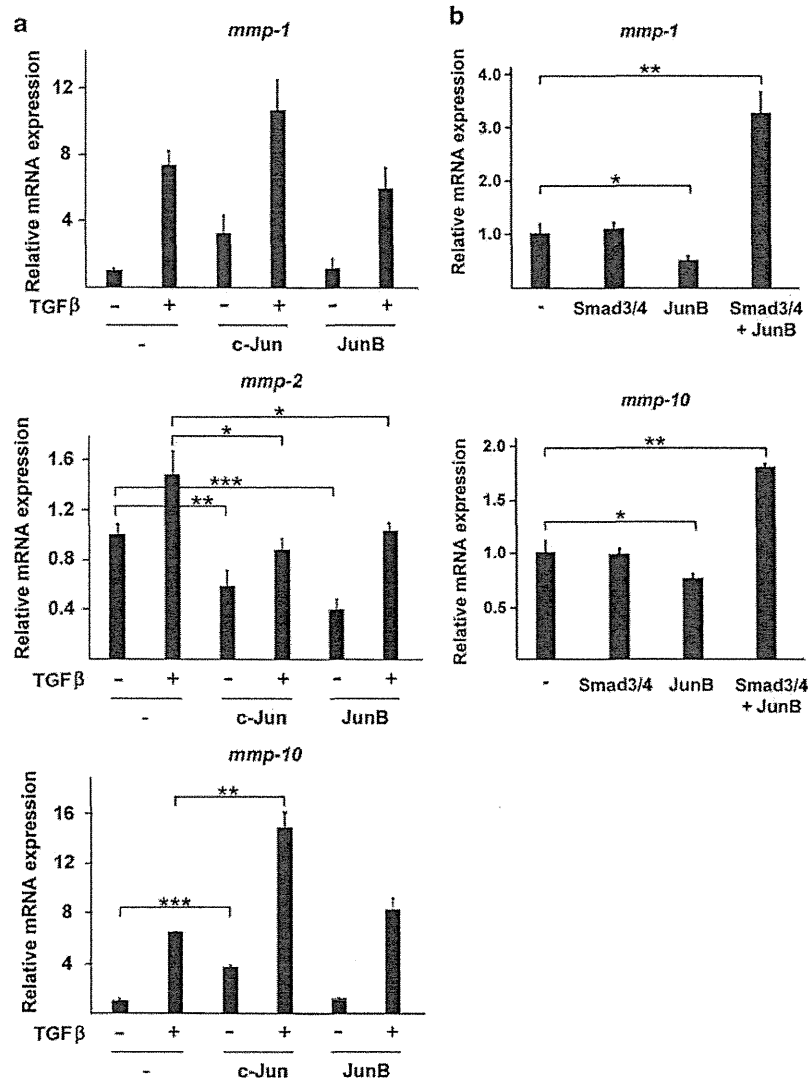 a
mmp-1
Relative mRNA expression
12
8
4
TGFβ - + - + - +
- c-Jun JunB
mmp-2
Relative mRNA expression
1.6
1.2
0.8
0.4
*
*
***
**
TGFβ - + - + - +
- c-Jun JunB
mmp-10
Relative mRNA expression
16
12
8
4
**
***
TGFβ - + - + - +
- c-Jun JunB
b
mmp-1
Relative mRNA expression
4.0
3.0
2.0
1.0
**
*
- Smad3/4 JunB Smad3/4
+ JunB
mmp-10
Relative mRNA expression
2.0
1.5
1.0
0.5
**
*
- Smad3/4 JunB Smad3/4
+ JunB